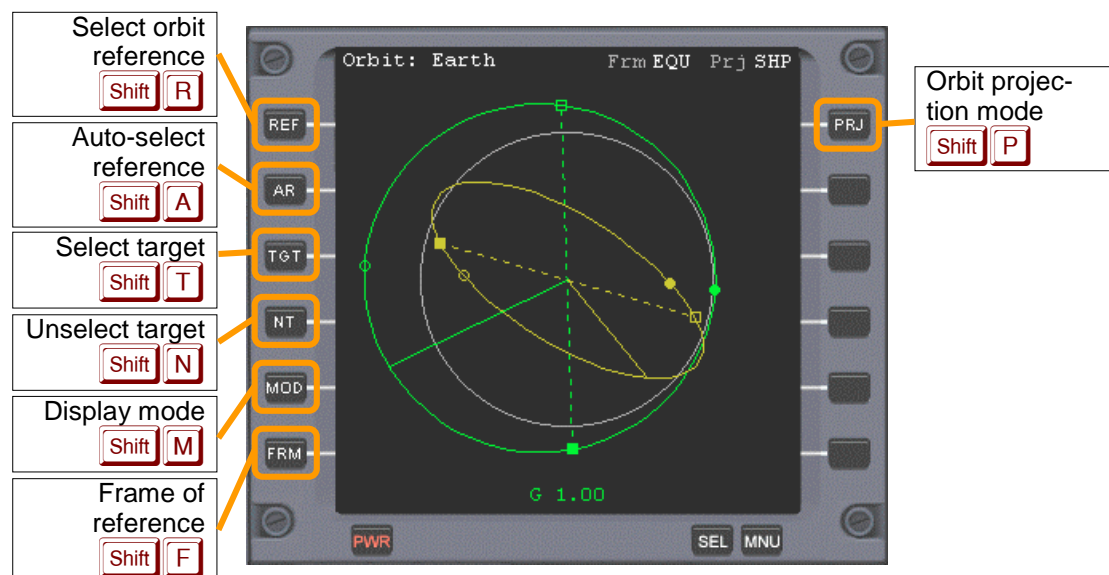 Select orbit
reference
Shift R
Auto-select
reference
Shift A
Select target
Shift T
Unselect target
Shift N
Display mode
Shift M
Frame of
reference
Shift F
Orbit: Earth Frm EQU Prj SHP
REF
AR
TGT
NT
MOD
FRM
G 1.00
PWR
SEL MNU
PRJ
Orbit projec-
tion mode
Shift P